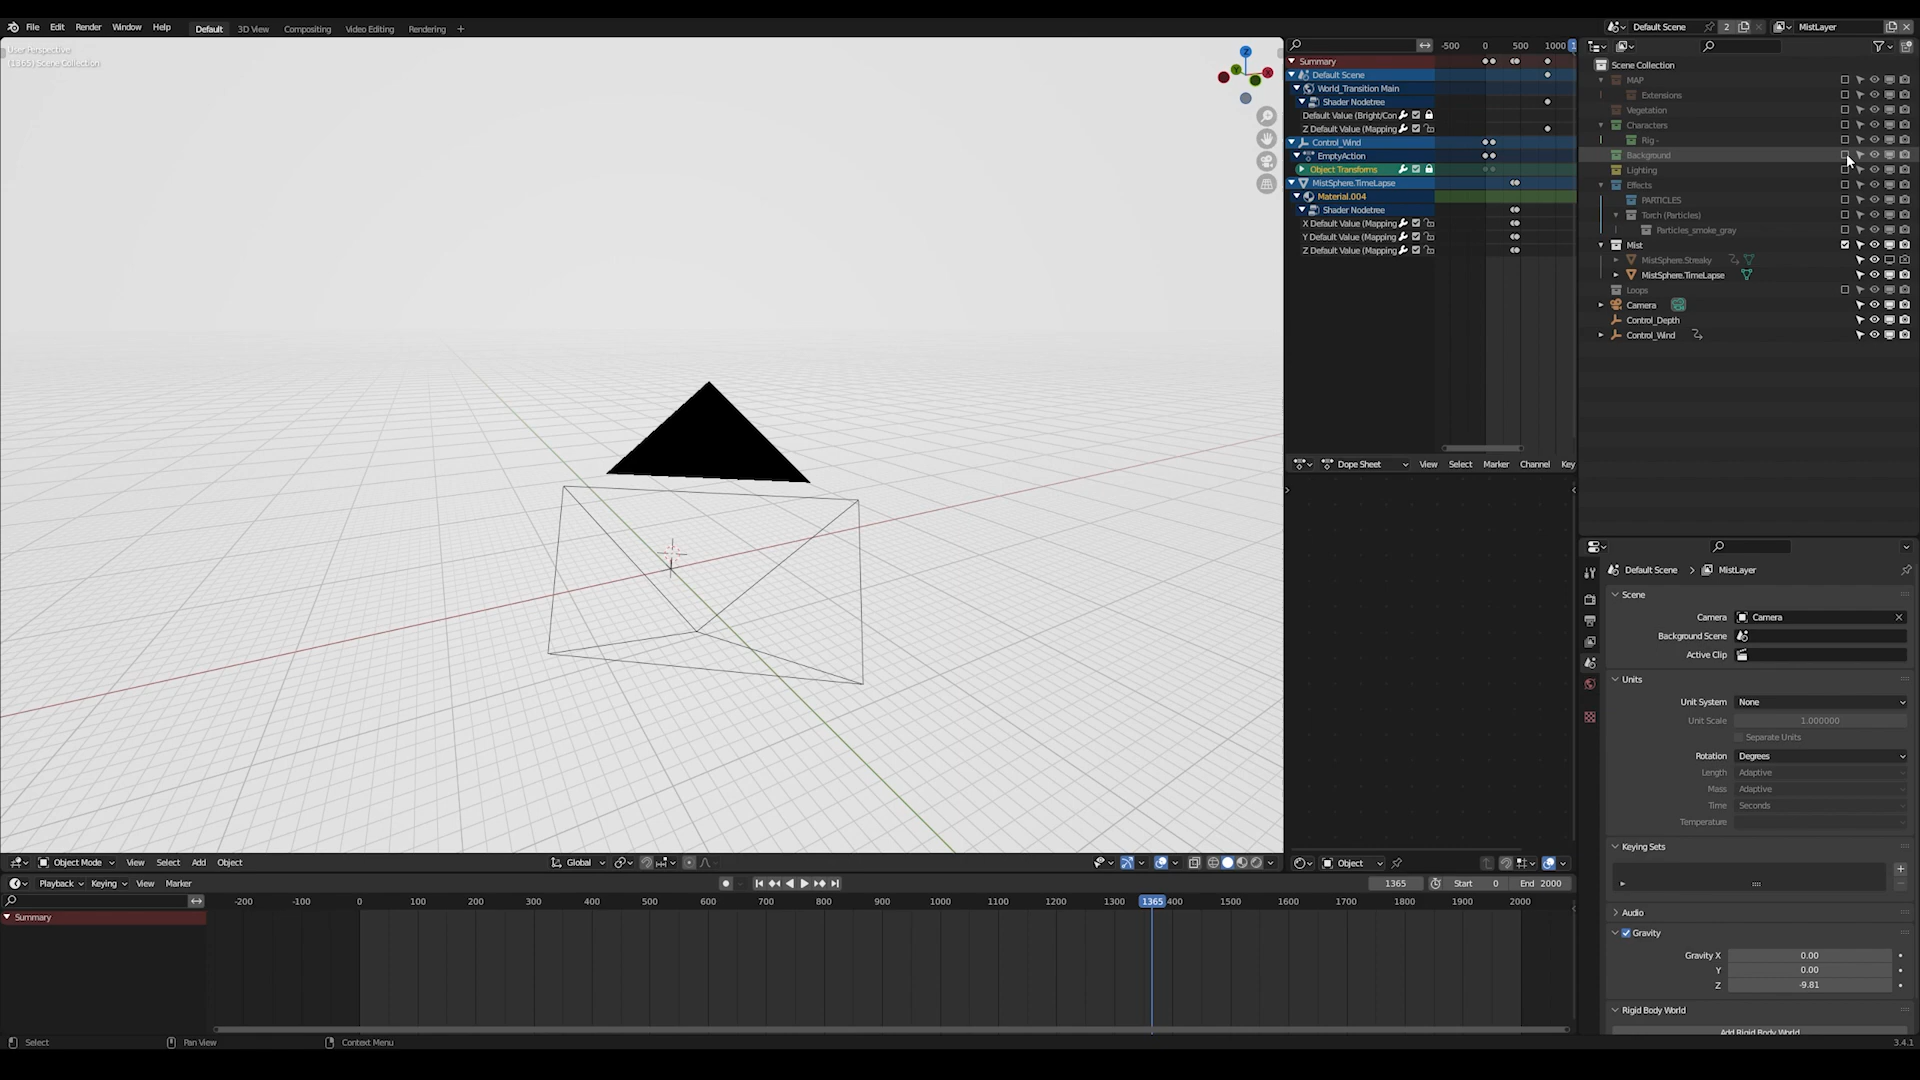 File Edit Render Window Help Default 3D View Compositing Video Editing Rendering + Default Scene 2 MistLayer
User Perspective
(1365) Scene Collection
-500 0 500 1000 1
Summary
Default Scene
World_Transition Main
Shader Nodetree
Default Value (Bright/Con
Z Default Value (Mapping
Control_Wind
EmptyAction
Object Transforms
MistSphere.TimeLapse
Material.004
Shader Nodetree
X Default Value (Mapping
Y Default Value (Mapping
Z Default Value (Mapping
Dope Sheet View Select Marker Channel Key
Scene Collection
MAP
Extensions
Vegetation
Characters
Rig -
Background
Lighting
Effects
PARTICLES
Torch (Particles)
Particles_smoke_gray
Mist
MistSphere.Streaky
MistSphere.TimeLapse
Loops
Camera
Control_Depth
Control_Wind
Default Scene > MistLayer
Scene
Camera Camera
Background Scene
Active Clip
Units
Unit System None
Unit Scale 1.000000
Separate Units
Rotation Degrees
Length Adaptive
Mass Adaptive
Time Seconds
Temperature
Keying Sets
Audio
Gravity
Gravity X 0.00
Y 0.00
Z -9.81
Rigid Body World
Add Rigid Body World
Object Mode View Select Add Object Global Object
Playback Keying View Marker 1365 Start 0 End 2000
-200 -100 0 100 200 300 400 500 600 700 800 900 1000 1100 1200 1300 1365 400 1500 1600 1700 1800 1900 2000
Summary
Select Pan View Context Menu 3.4.1